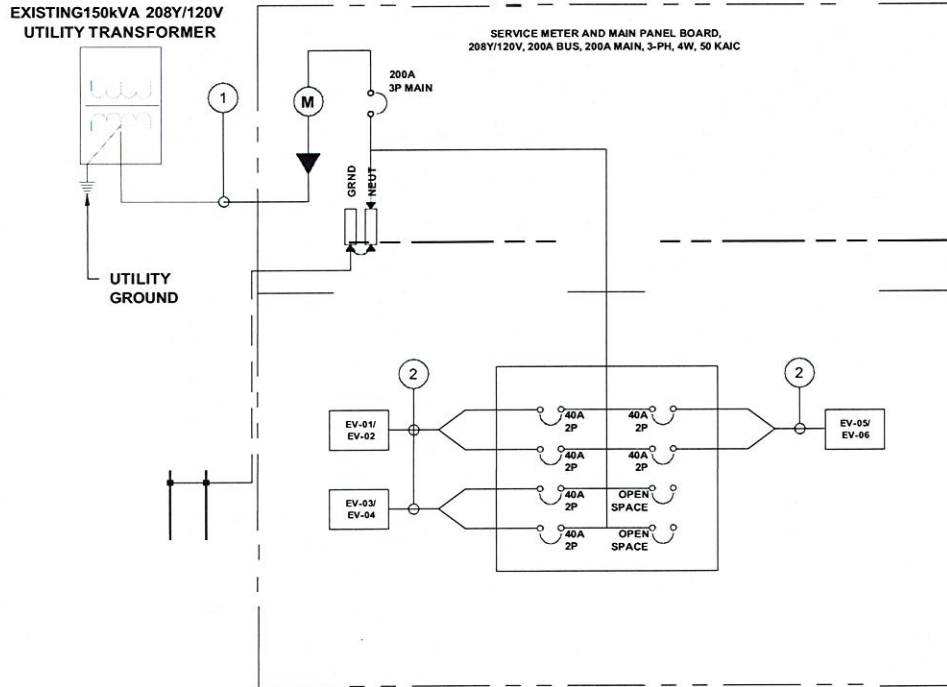 EXISTING150kVA 208Y/120V
UTILITY TRANSFORMER
SERVICE METER AND MAIN PANEL BOARD,
208Y/120V, 200A BUS, 200A MAIN, 3-PH, 4W, 50 KAIC
200A
3P MAIN
1
M
GRND
NEUT
UTILITY
GROUND
2
2
EV-01/
EV-02
40A
2P
40A
2P
EV-05/
EV-06
40A
2P
40A
2P
EV-03/
EV-04
40A
2P
OPEN
SPACE
40A
2P
OPEN
SPACE